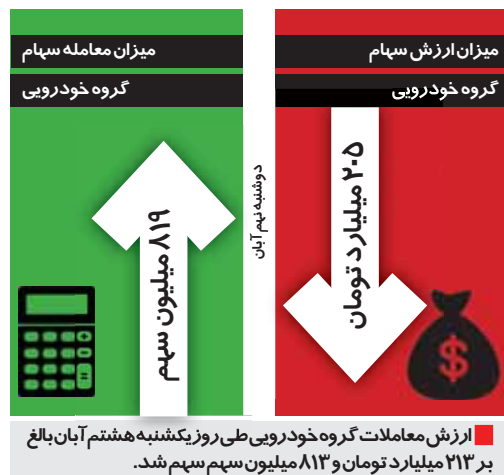 میزان ارزش سهام
گروه خودرویی
۲۰۵ میلیارد تومان
دوشنبه نهم آبان
میزان معامله سهام
گروه خودرویی
۸۱۹ میلیون سهم
ارزش معاملات گروه خودرویی طی روز یکشنبه هشتم آبان بالغ
بر ۲۱۳ میلیارد تومان و ۸۱۳ میلیون سهم سهم شد.
$